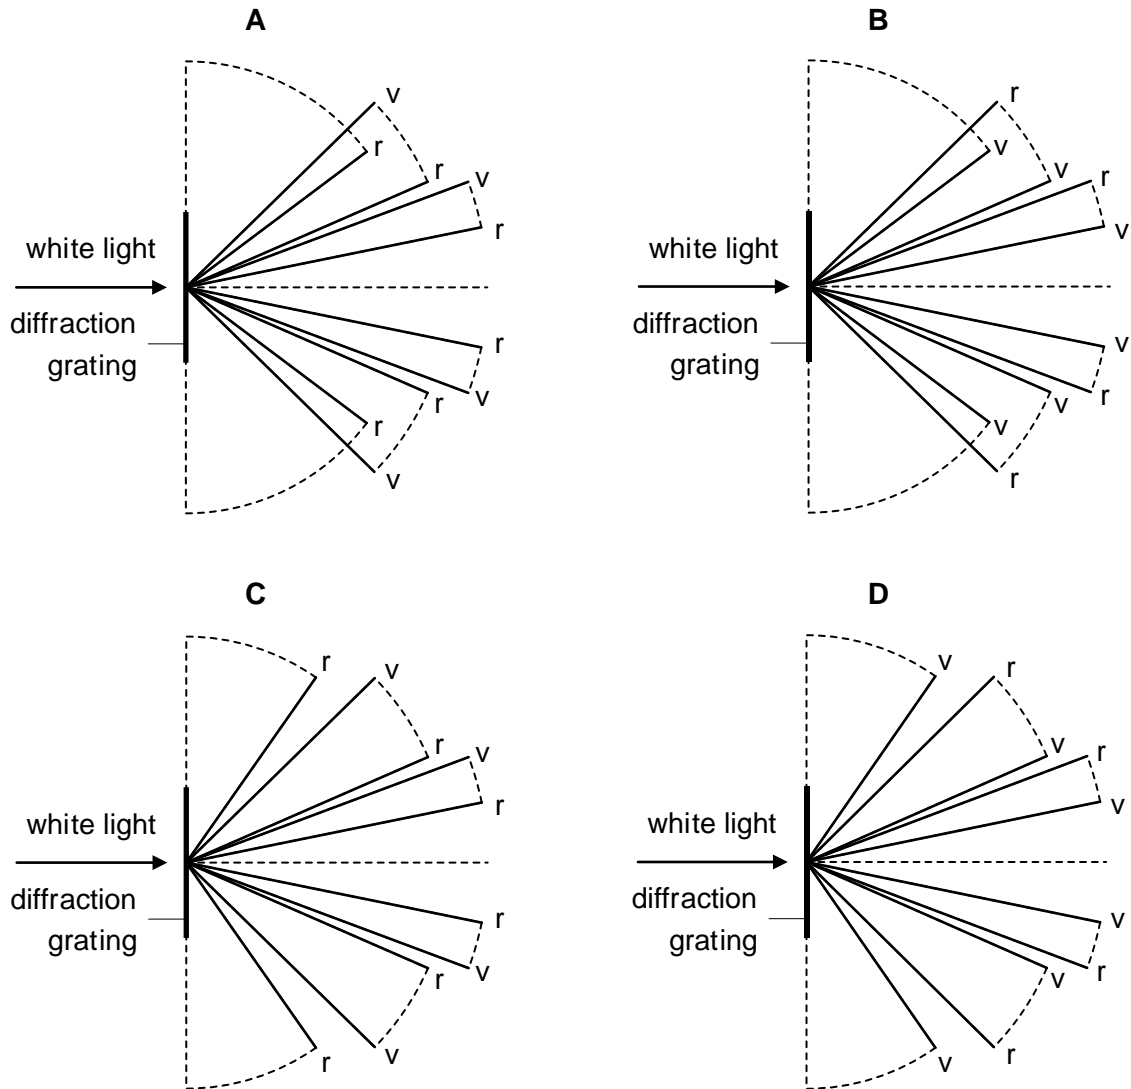 A
v
r
r
v
r
white light
diffraction
grating
r
v
r
r
v
B
r
v
v
r
v
white light
diffraction
grating
v
r
v
v
r
C
r
v
r
v
r
white light
diffraction
grating
r
v
r
v
r
D
v
r
v
r
v
white light
diffraction
grating
v
r
v
r
v